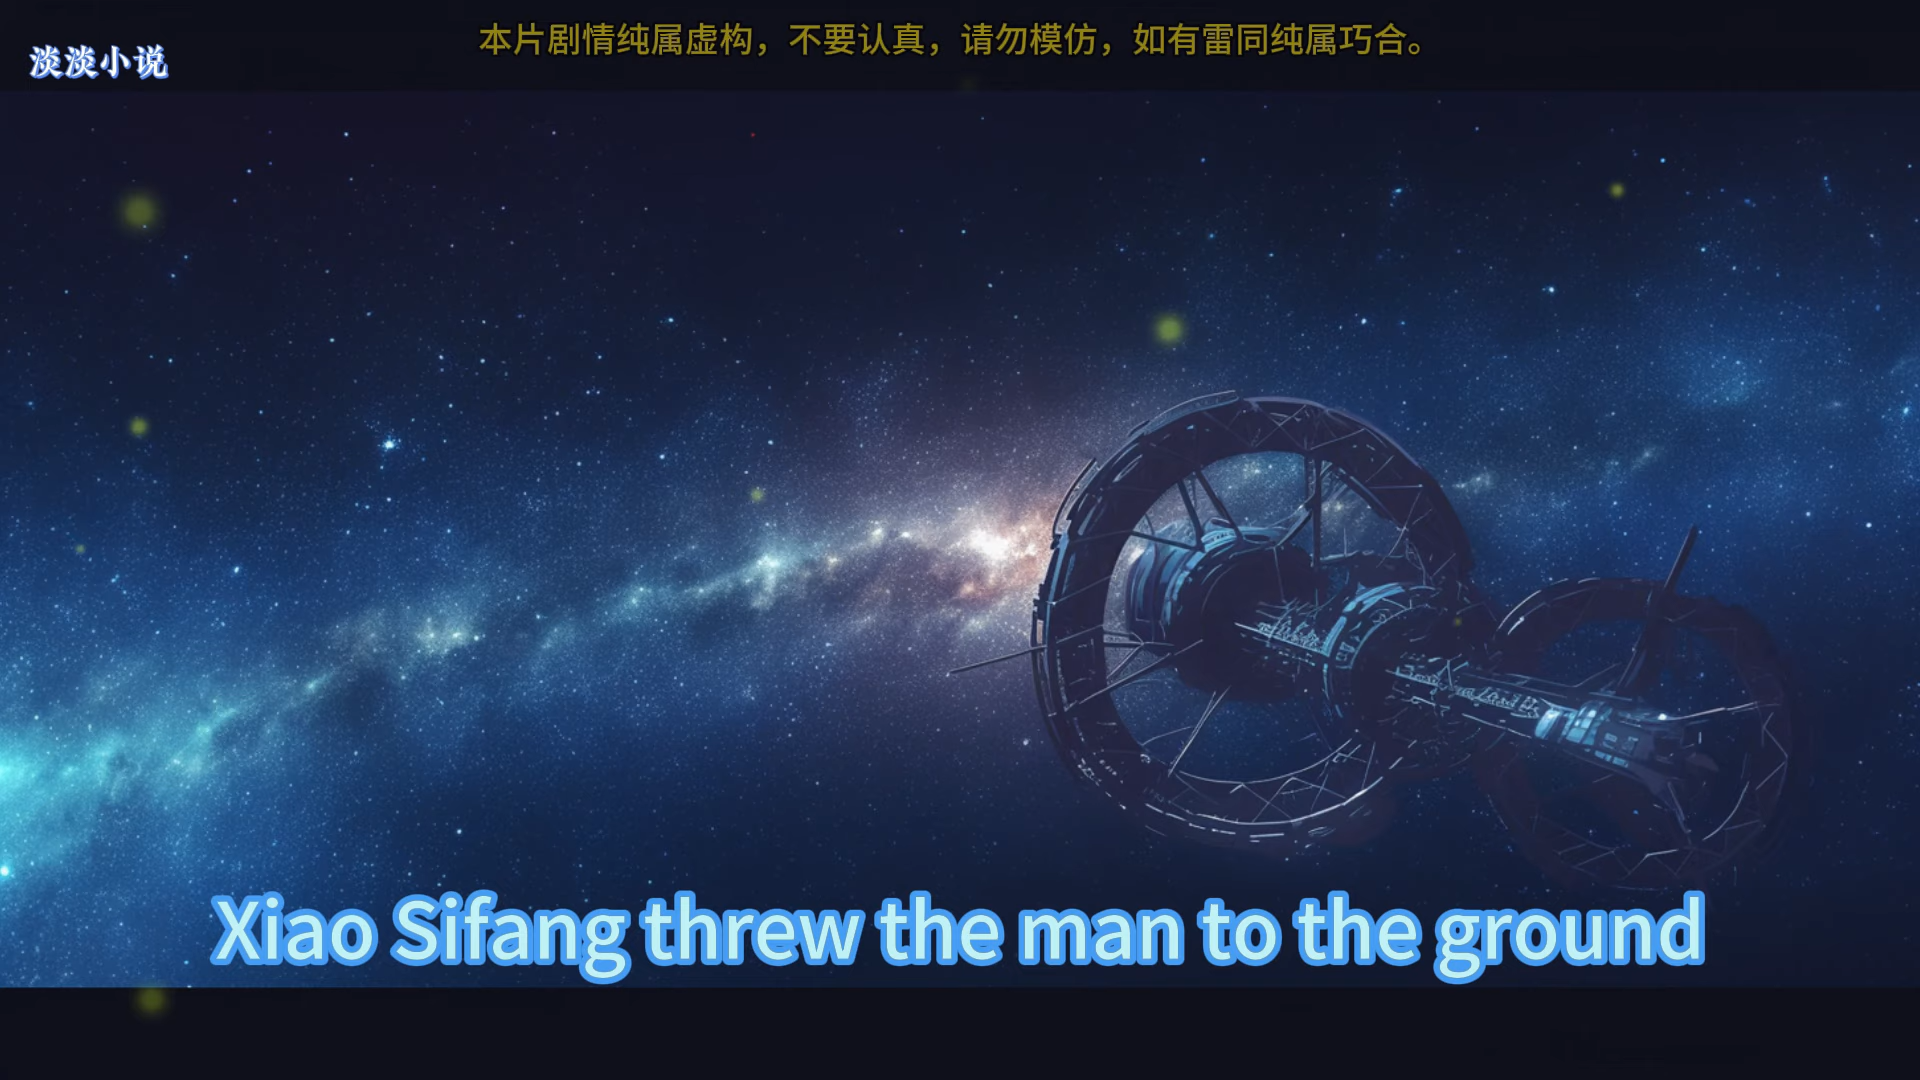 本片剧情纯属虚构，不要认真，请勿模仿，如有雷同纯属巧合。
淡淡小说
Xiao Sifang threw the man to the ground